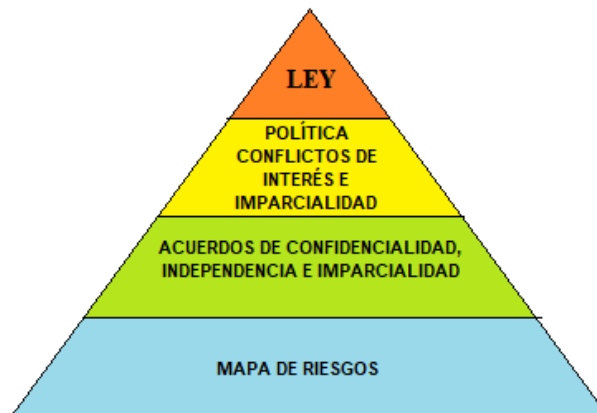 LEY
POLÍTICA
CONFLICTOS DE
INTERÉS E
IMPARCIALIDAD
ACUERDOS DE CONFIDENCIALIDAD,
INDEPENDENCIA E IMPARCIALIDAD
MAPA DE RIESGOS